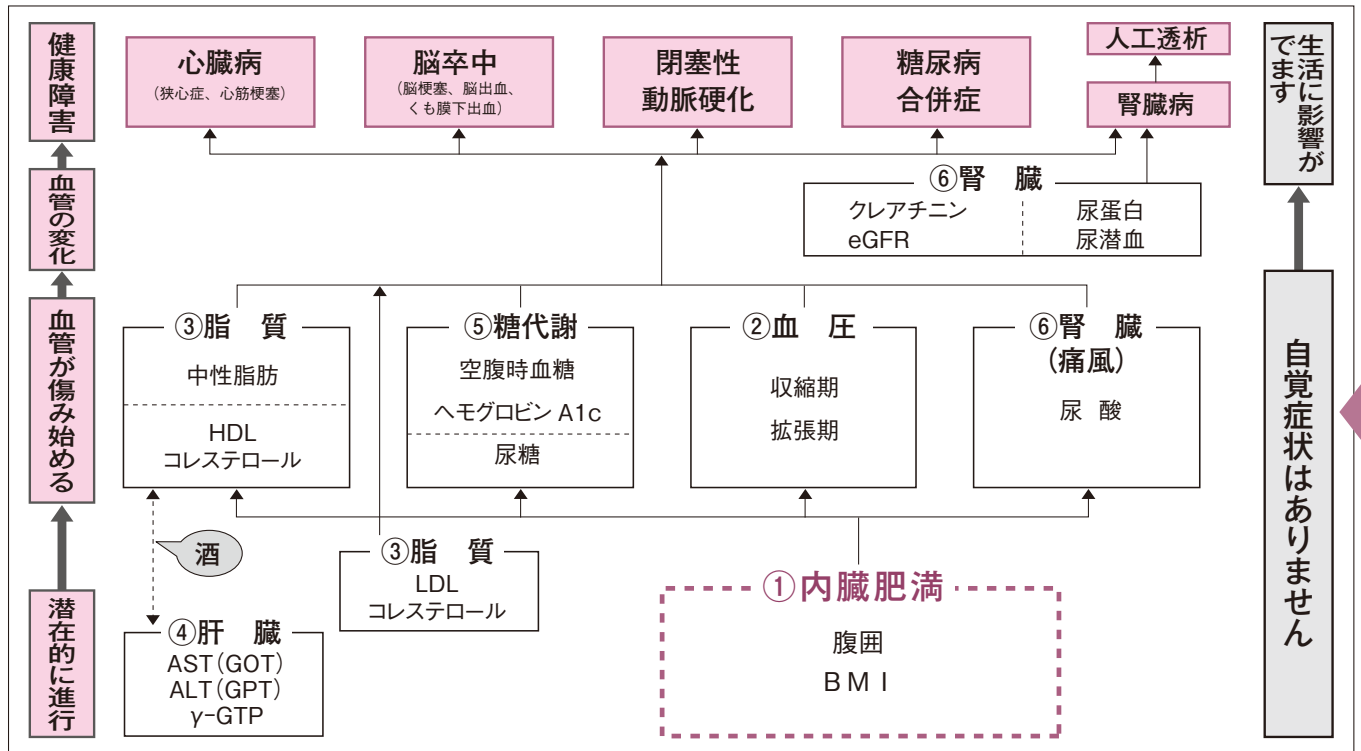 健康障害
血管の変化
血管が傷み始める
潜在的に進行
心臓病
(狭心症、心筋梗塞)
脳卒中
(脳梗塞、脳出血、
くも膜下出血)
閉塞性
動脈硬化
糖尿病
合併症
人工透析
腎臓病
⑥腎 臓
クレアチニン
eGFR
尿蛋白
尿潜血
③脂 質
中性脂肪
HDL
コレステロール
⑤糖代謝
空腹時血糖
ヘモグロビン A1c
尿糖
②血 圧
収縮期
拡張期
⑥腎 臓
(痛風)
尿 酸
酒
③脂 質
LDL
コレステロール
④肝 臓
AST(GOT)
ALT(GPT)
γ-GTP
①内臓肥満
腹囲
BMI
生活に影響が
でます
自覚症状はありません